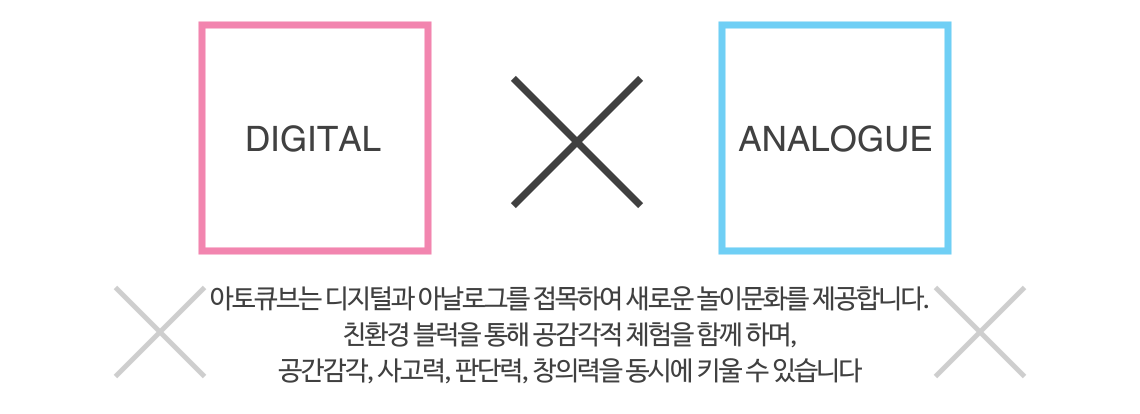 DIGITAL
ANALOGUE
아토큐브는 디지털과 아날로그를 접목하여 새로운 놀이문화를 제공합니다.
친환경 블럭을 통해 공감각적 체험을 함께 하며,
공간감각, 사고력, 판단력, 창의력을 동시에 키울 수 있습니다